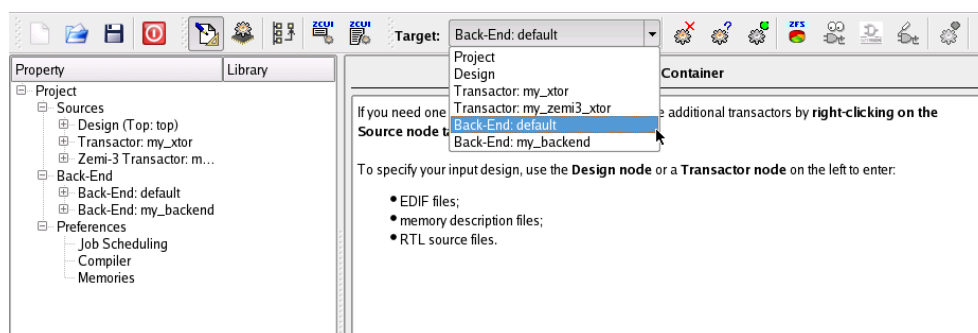 ZCUI ZCUI ZFS
Target: Back-End: default
Project
Design
Transactor: my_xtor
Transactor: my_zemi3_xtor
Back-End: default
Back-End: my_backend
Property Library
Project
Sources
Design (Top: top)
Transactor: my_xtor
Zemi-3 Transactor: m...
Back-End
Back-End: default
Back-End: my_backend
Preferences
Job Scheduling
Compiler
Memories
Container
If you need one additional transactors by right-clicking on the
Source node
To specify your input design, use the Design node or a Transactor node on the left to enter:
EDIF files;
memory description files;
RTL source files.